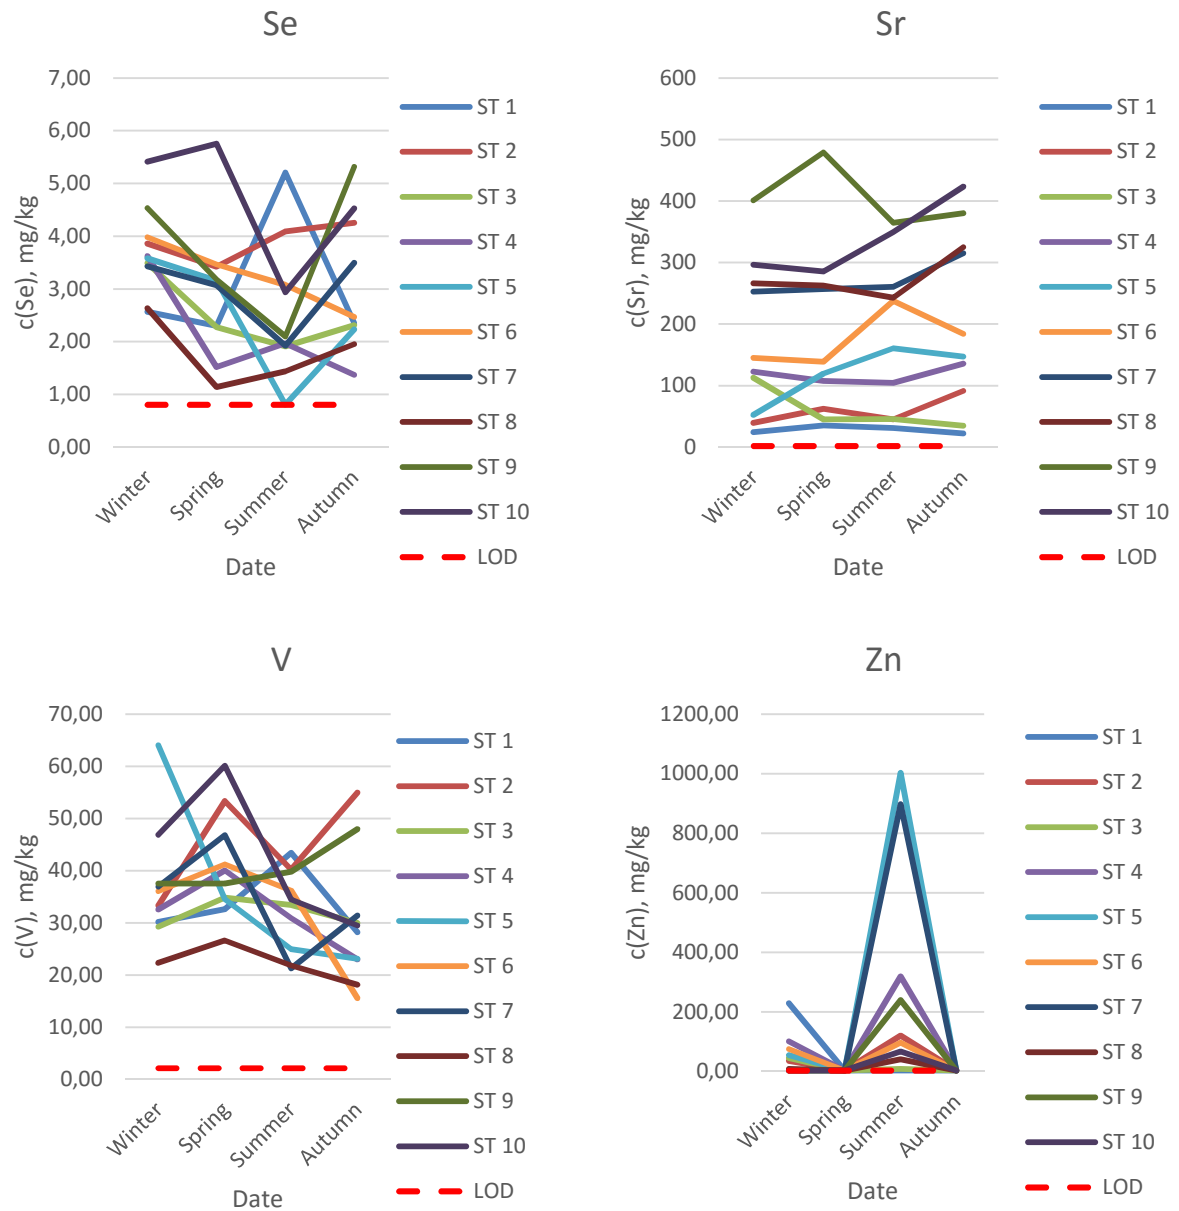 Se
7,00
6,00
5,00
4,00
3,00
2,00
1,00
0,00
c(Se), mg/kg
Winter
Spring
Summer
Autumn
Date
ST 1
ST 2
ST 3
ST 4
ST 5
ST 6
ST 7
ST 8
ST 9
ST 10
LOD
Sr
600
500
400
300
200
100
0
c(Sr), mg/kg
Winter
Spring
Summer
Autumn
Date
ST 1
ST 2
ST 3
ST 4
ST 5
ST 6
ST 7
ST 8
ST 9
ST 10
LOD
V
70,00
60,00
50,00
40,00
30,00
20,00
10,00
0,00
c(V), mg/kg
Winter
Spring
Summer
Autumn
Date
ST 1
ST 2
ST 3
ST 4
ST 5
ST 6
ST 7
ST 8
ST 9
ST 10
LOD
Zn
1200,00
1000,00
800,00
600,00
400,00
200,00
0,00
c(Zn), mg/kg
Winter
Spring
Summer
Autumn
Date
ST 1
ST 2
ST 3
ST 4
ST 5
ST 6
ST 7
ST 8
ST 9
ST 10
LOD